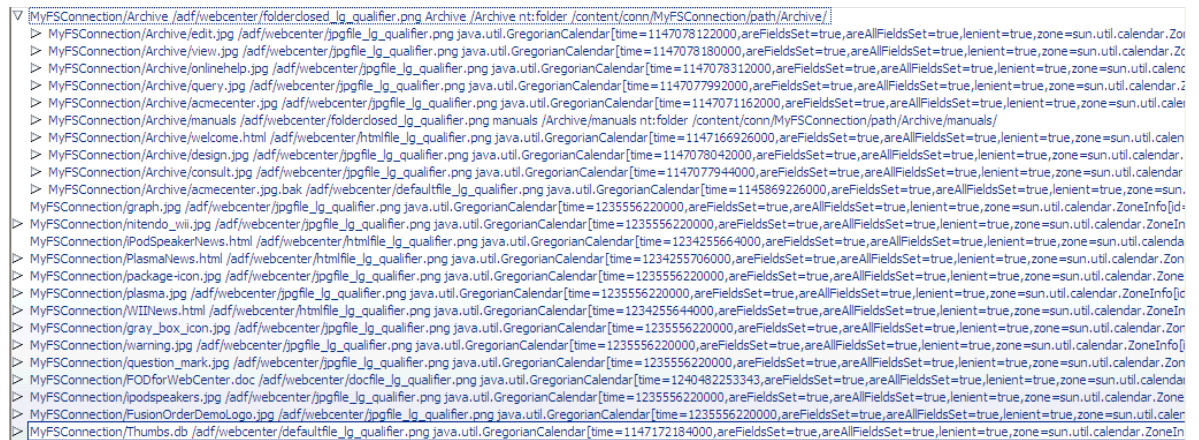 MyFSConnection/Archive /adf/webcenter/folderclosed_lg_qualifier.png Archive /Archive nt:folder /content/conn/MyFSConnection/path/Archive/
MyFSConnection/Archive/edit.jpg /adf/webcenter/jpgfile_lg_qualifier.png java.util.GregorianCalendar[time=1147078122000,areFieldsSet=true,areAllFieldsSet=true,lenient=true,zone=sun.util.calendar.Zo
MyFSConnection/Archive/view.jpg /adf/webcenter/jpgfile_lg_qualifier.png java.util.GregorianCalendar[time=1147078180000,areFieldsSet=true,areAllFieldsSet=true,lenient=true,zone=sun.util.calendar.Z
MyFSConnection/Archive/onlinehelp.jpg /adf/webcenter/jpgfile_lg_qualifier.png java.util.GregorianCalendar[time=1147078312000,areFieldsSet=true,areAllFieldsSet=true,lenient=true,zone=sun.util.calend
MyFSConnection/Archive/query.jpg /adf/webcenter/jpgfile_lg_qualifier.png java.util.GregorianCalendar[time=1147077992000,areFieldsSet=true,areAllFieldsSet=true,lenient=true,zone=sun.util.calendar.Z
MyFSConnection/Archive/acmecenter.jpg /adf/webcenter/jpgfile_lg_qualifier.png java.util.GregorianCalendar[time=1147071162000,areFieldsSet=true,areAllFieldsSet=true,lenient=true,zone=sun.util.cale
MyFSConnection/Archive/manuals /adf/webcenter/folderclosed_lg_qualifier.png manuals /Archive/manuals nt:folder /content/conn/MyFSConnection/path/Archive/manuals/
MyFSConnection/Archive/welcome.html /adf/webcenter/htmlfile_lg_qualifier.png java.util.GregorianCalendar[time=1147166926000,areFieldsSet=true,areAllFieldsSet=true,lenient=true,zone=sun.util.calen
MyFSConnection/Archive/design.jpg /adf/webcenter/jpgfile_lg_qualifier.png java.util.GregorianCalendar[time=1147078042000,areFieldsSet=true,areAllFieldsSet=true,lenient=true,zone=sun.util.calendar.
MyFSConnection/Archive/consult.jpg /adf/webcenter/jpgfile_lg_qualifier.png java.util.GregorianCalendar[time=1147077944000,areFieldsSet=true,areAllFieldsSet=true,lenient=true,zone=sun.util.calendar
MyFSConnection/Archive/acmecenter.jpg.bak /adf/webcenter/defaultfile_lg_qualifier.png java.util.GregorianCalendar[time=1145869226000,areFieldsSet=true,areAllFieldsSet=true,lenient=true,zone=sun.
MyFSConnection/graph.jpg /adf/webcenter/jpgfile_lg_qualifier.png java.util.GregorianCalendar[time=1235556220000,areFieldsSet=true,areAllFieldsSet=true,lenient=true,zone=sun.util.calendar.ZoneInfo[id=
MyFSConnection/nitendo_wii.jpg /adf/webcenter/jpgfile_lg_qualifier.png java.util.GregorianCalendar[time=1235556220000,areFieldsSet=true,areAllFieldsSet=true,lenient=true,zone=sun.util.calendar.ZoneIn
MyFSConnection/iPodSpeakerNews.html /adf/webcenter/htmlfile_lg_qualifier.png java.util.GregorianCalendar[time=1234255664000,areFieldsSet=true,areAllFieldsSet=true,lenient=true,zone=sun.util.calenda
MyFSConnection/PlasmaNews.html /adf/webcenter/htmlfile_lg_qualifier.png java.util.GregorianCalendar[time=1234255706000,areFieldsSet=true,areAllFieldsSet=true,lenient=true,zone=sun.util.calendar.Zon
MyFSConnection/package-icon.jpg /adf/webcenter/jpgfile_lg_qualifier.png java.util.GregorianCalendar[time=1235556220000,areFieldsSet=true,areAllFieldsSet=true,lenient=true,zone=sun.util.calendar.Zone
MyFSConnection/plasma.jpg /adf/webcenter/jpgfile_lg_qualifier.png java.util.GregorianCalendar[time=1235556220000,areFieldsSet=true,areAllFieldsSet=true,lenient=true,zone=sun.util.calendar.ZoneInfo[ic
MyFSConnection/WIINews.html /adf/webcenter/htmlfile_lg_qualifier.png java.util.GregorianCalendar[time=1234255644000,areFieldsSet=true,areAllFieldsSet=true,lenient=true,zone=sun.util.calendar.ZoneIn
MyFSConnection/gray_box_icon.jpg /adf/webcenter/jpgfile_lg_qualifier.png java.util.GregorianCalendar[time=1235556220000,areFieldsSet=true,areAllFieldsSet=true,lenient=true,zone=sun.util.calendar.Zon
MyFSConnection/warning.jpg /adf/webcenter/jpgfile_lg_qualifier.png java.util.GregorianCalendar[time=1235556220000,areFieldsSet=true,areAllFieldsSet=true,lenient=true,zone=sun.util.calendar.ZoneInfo[i
MyFSConnection/question_mark.jpg /adf/webcenter/jpgfile_lg_qualifier.png java.util.GregorianCalendar[time=1235556220000,areFieldsSet=true,areAllFieldsSet=true,lenient=true,zone=sun.util.calendar.Zon
MyFSConnection/FODforWebCenter.doc /adf/webcenter/docfile_lg_qualifier.png java.util.GregorianCalendar[time=1240482253343,areFieldsSet=true,areAllFieldsSet=true,lenient=true,zone=sun.util.calendar
MyFSConnection/ipodspeakers.jpg /adf/webcenter/jpgfile_lg_qualifier.png java.util.GregorianCalendar[time=1235556220000,areFieldsSet=true,areAllFieldsSet=true,lenient=true,zone=sun.util.calendar.Zone
MyFSConnection/FusionOrderDemoLogo.jpg /adf/webcenter/jpgfile_lg_qualifier.png java.util.GregorianCalendar[time=1235556220000,areFieldsSet=true,areAllFieldsSet=true,lenient=true,zone=sun.util.calen
MyFSConnection/Thumbs.db /adf/webcenter/defaultfile_lg_qualifier.png java.util.GregorianCalendar[time=1147172184000,areFieldsSet=true,areAllFieldsSet=true,lenient=true,zone=sun.util.calendar.ZoneIn